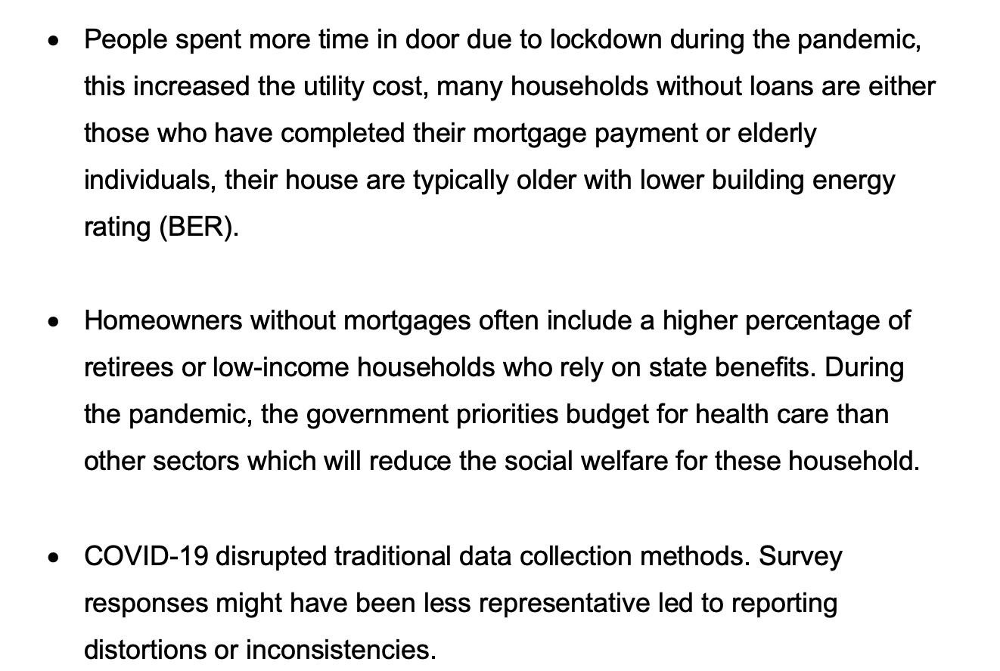 • People spent more time in door due to lockdown during the pandemic,
this increased the utility cost, many households without loans are either
those who have completed their mortgage payment or elderly
individuals, their house are typically older with lower building energy
rating (BER).
• Homeowners without mortgages often include a higher percentage of
retirees or low-income households who rely on state benefits. During
the pandemic, the government priorities budget for health care than
other sectors which will reduce the social welfare for these household.
• COVID-19 disrupted traditional data collection methods. Survey
responses might have been less representative led to reporting
distortions or inconsistencies.